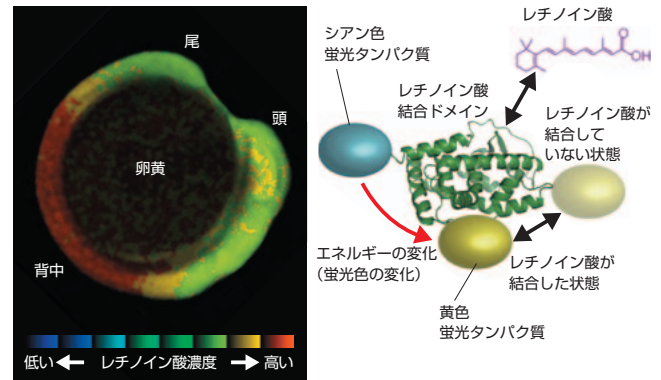 尾
頭
卵黄
背中
低い
レチノイン酸濃度
高い
レチノイン酸
OH
O
シアン色
蛍光タンパク質
レチノイン酸
結合ドメイン
レチノイン酸が
結合して
いない状態
エネルギーの変化
（蛍光色の変化）
レチノイン酸が
結合した状態
黄色
蛍光タンパク質